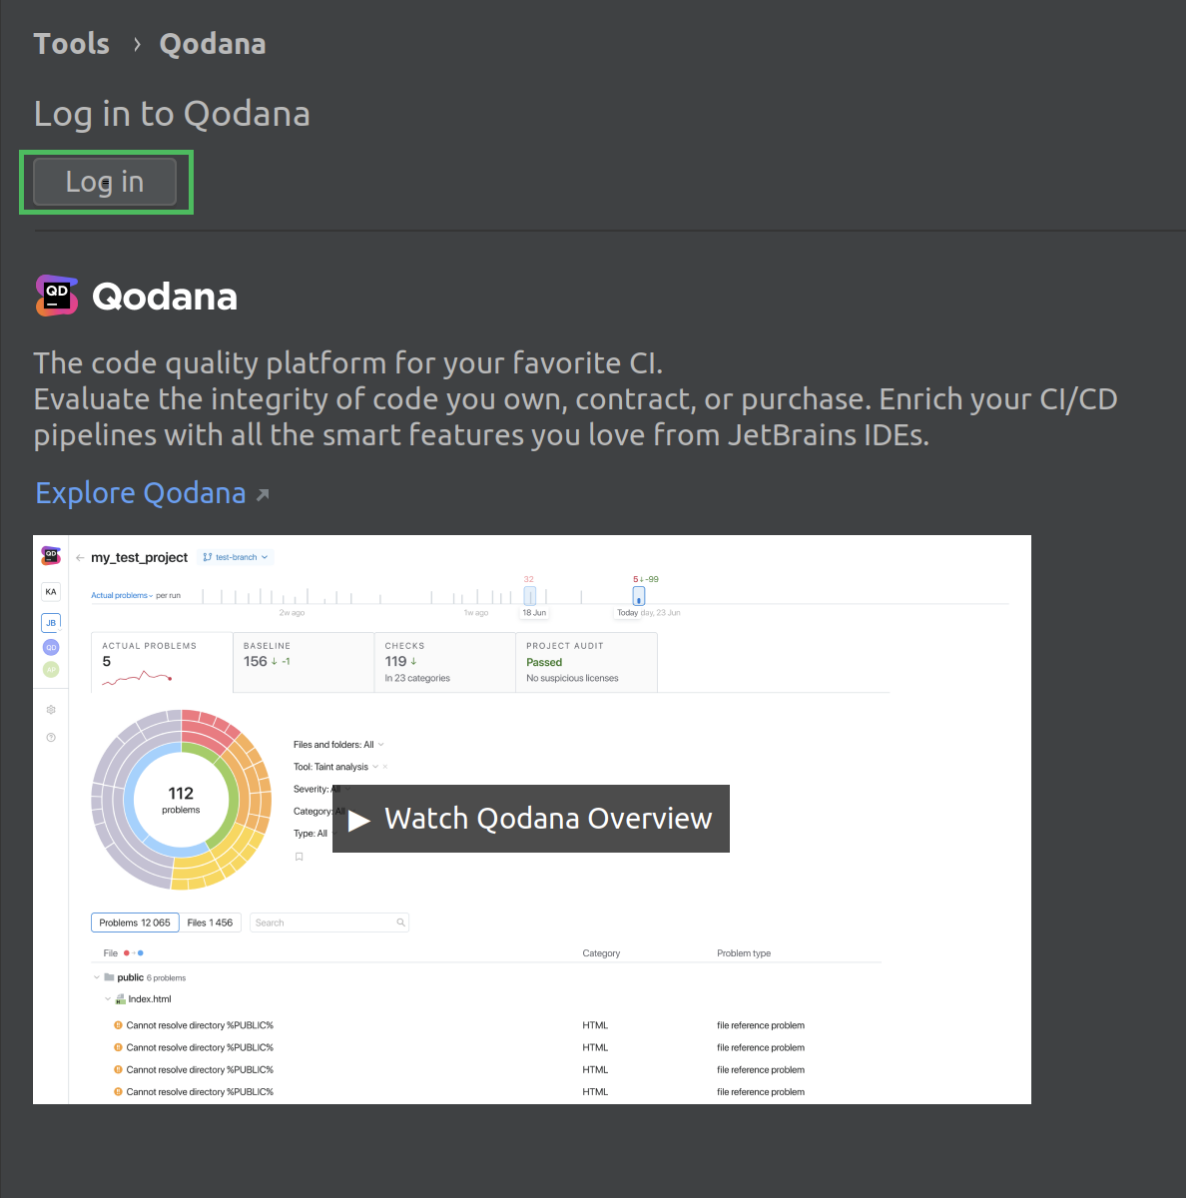 Tools › Qodana
Log in to Qodana
Log in
QD
Qodana
The code quality platform for your favorite CI.
Evaluate the integrity of code you own, contract, or purchase. Enrich your CI/CD
pipelines with all the smart features you love from JetBrains IDEs.
Explore Qodana ↗
QD
← my_test_project test-branch
KA
JB
QD
AP
32 5↓-99
Actual problems per run
2w ago 1w ago 18 Jun Today day, 23 Jun
ACTUAL PROBLEMS BASELINE CHECKS PROJECT AUDIT
5 156 ↓ -1 119 ↓ Passed
In 23 categories No suspicious licenses
112
problems
Files and folders: All
Tool: Taint analysis ×
Severity: All
Category: All
Type: All
Watch Qodana Overview
Problems 12 065 Files 1 456 Search
File Category Problem type
public 6 problems
Index.html
Cannot resolve directory %PUBLIC% HTML file reference problem
Cannot resolve directory %PUBLIC% HTML file reference problem
Cannot resolve directory %PUBLIC% HTML file reference problem
Cannot resolve directory %PUBLIC% HTML file reference problem